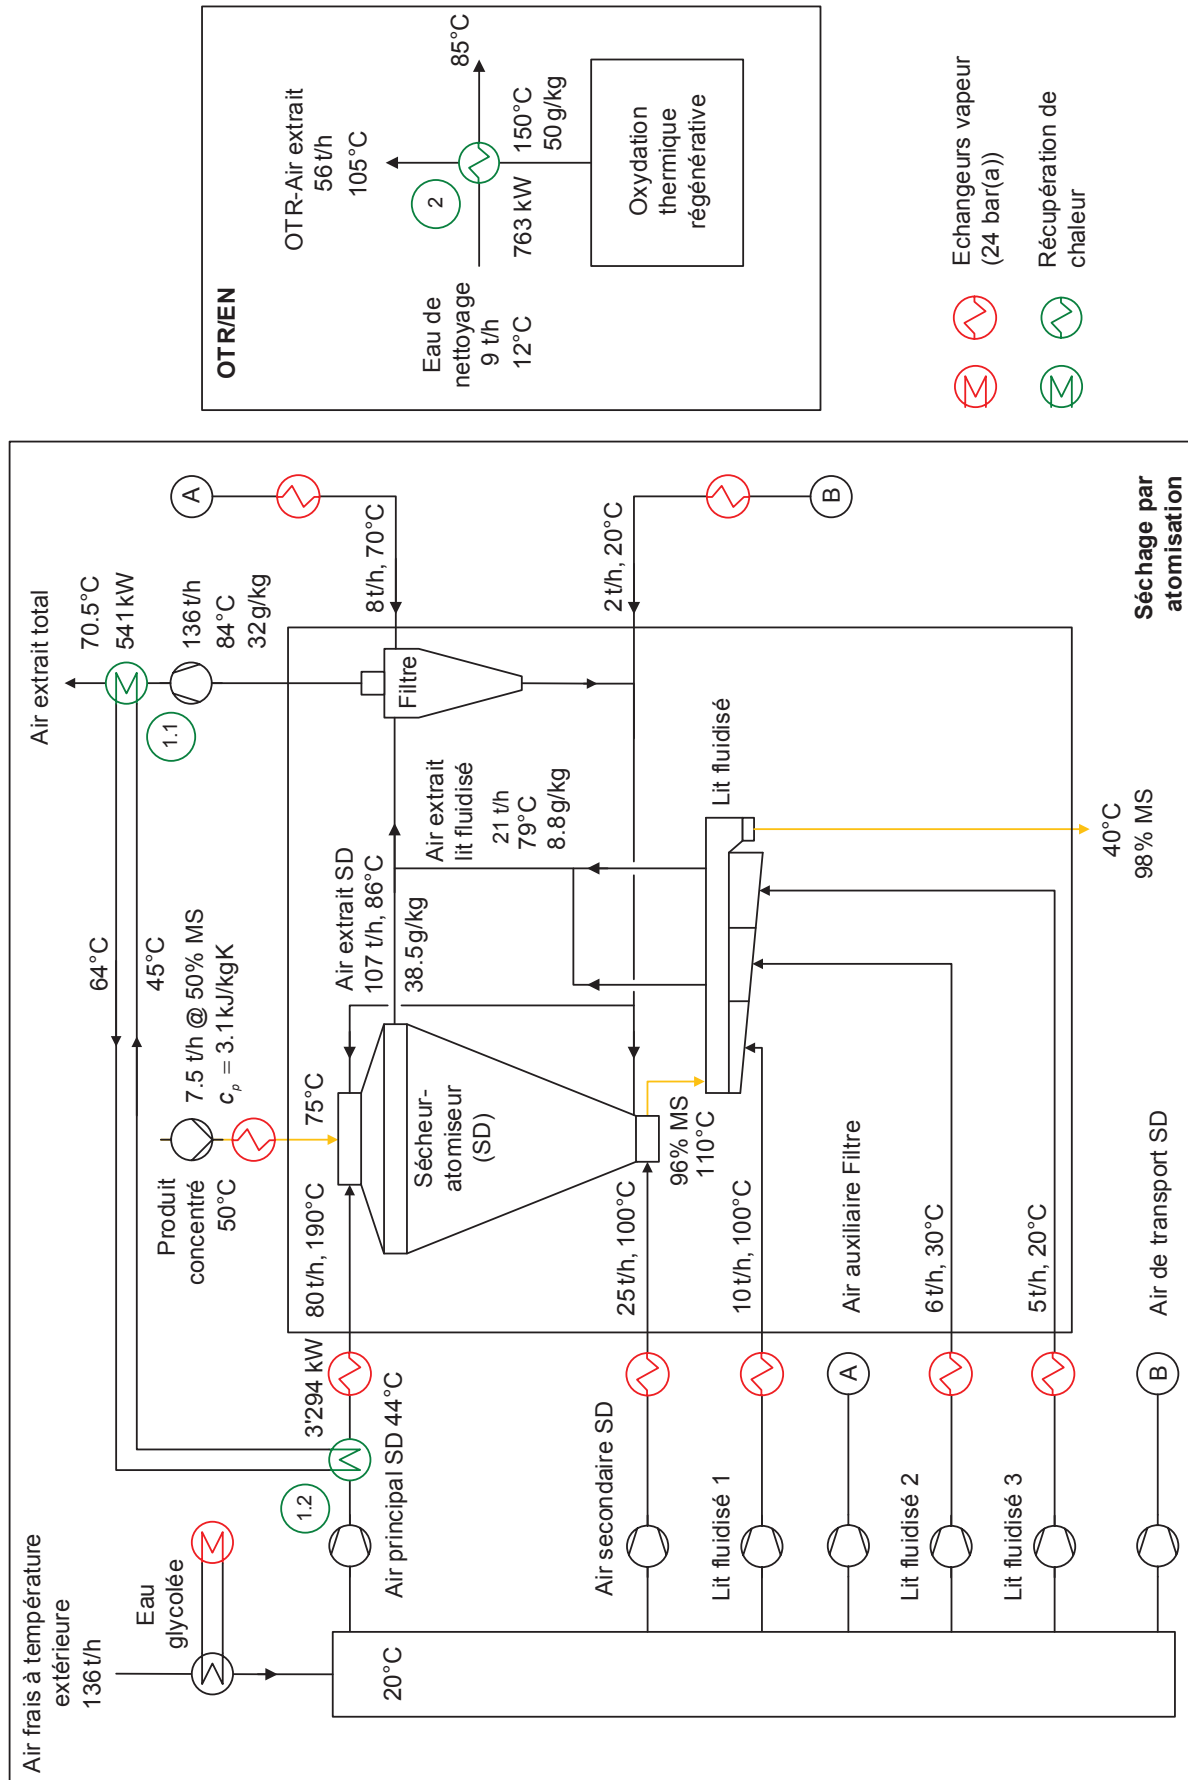 Air frais à température
extérieure
136 t/h
Eau
glycolée
20°C
1.2
Air principal SD 44°C
3'294 kW
80 t/h, 190°C
64°C
45°C
Produit
concentré
50°C
7.5 t/h @ 50% MS
cp = 3.1 kJ/kgK
75°C
Sécheur-
atomiseur
(SD)
Air extrait SD
107 t/h, 86°C
38.5 g/kg
Air extrait
lit fluidisé
21 t/h
79°C
8.8 g/kg
Filtre
Air extrait total
70.5°C
541 kW
1.1
136 t/h
84°C
32 g/kg
A
8 t/h, 70°C
2 t/h, 20°C
B
Lit fluidisé
96% MS
110°C
40°C
98% MS
Air secondaire SD
25 t/h, 100°C
Lit fluidisé 1
10 t/h, 100°C
A
Air auxiliaire Filtre
Lit fluidisé 2
6 t/h, 30°C
Lit fluidisé 3
5 t/h, 20°C
B
Air de transport SD
Séchage par
atomisation
OTR/EN
OTR-Air extrait
56 t/h
105°C
Eau de
nettoyage
9 t/h
12°C
2
85°C
763 kW
150°C
50 g/kg
Oxydation
thermique
régénérative
Echangeurs vapeur
(24 bar(a))
Récupération de
chaleur